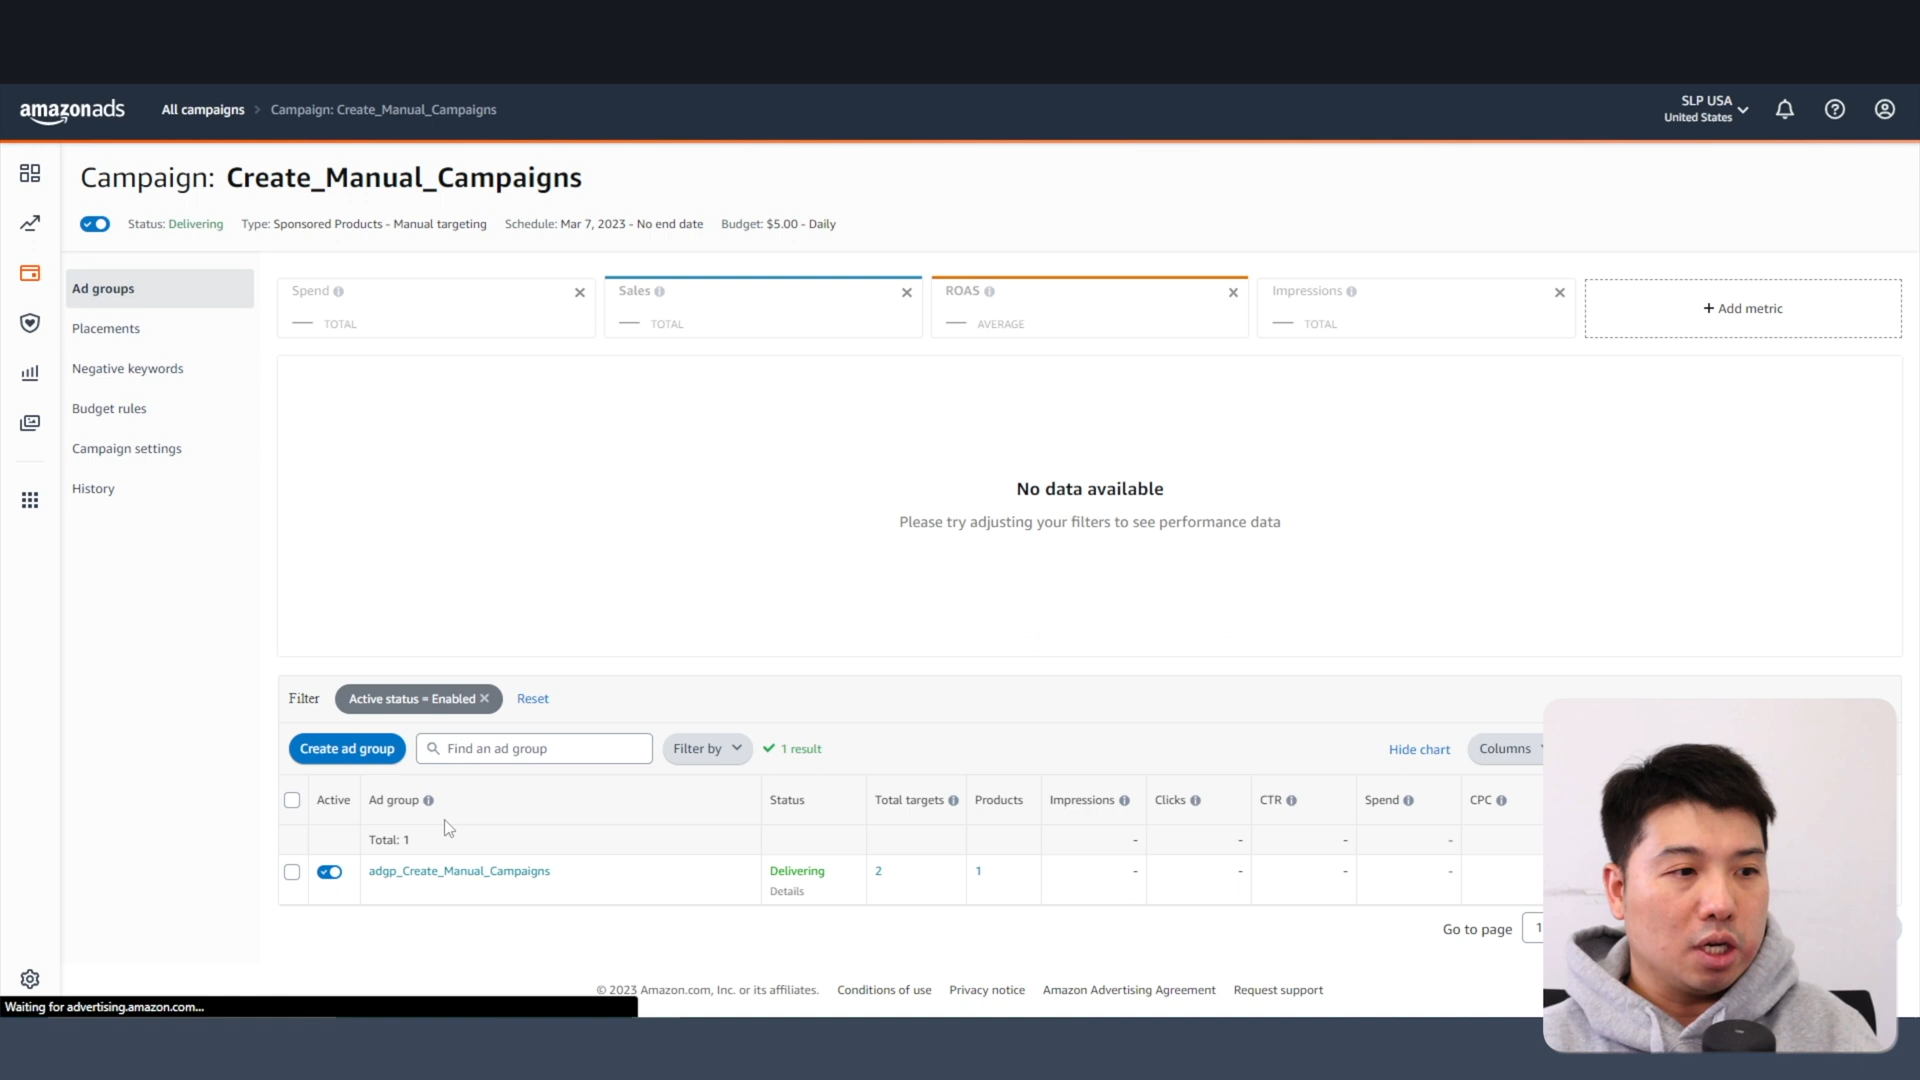 amazonads
All campaigns > Campaign: Create_Manual_Campaigns
SLP USA
United States
Campaign: Create_Manual_Campaigns
Status: Delivering Type: Sponsored Products - Manual targeting Schedule: Mar 7, 2023 - No end date Budget: $5.00 - Daily
Ad groups
Placements
Negative keywords
Budget rules
Campaign settings
History
Spend
TOTAL
Sales
TOTAL
ROAS
AVERAGE
Impressions
TOTAL
+ Add metric
No data available
Please try adjusting your filters to see performance data
Filter Active status = Enabled Reset
Create ad group Find an ad group Filter by 1 result Hide chart Columns
Active Ad group Status Total targets Products Impressions Clicks CTR Spend CPC
Total: 1 - - - -
adgp_Create_Manual_Campaigns Delivering 2 1 - - - -
Details
Go to page 1
© 2023 Amazon.com, Inc. or its affiliates. Conditions of use Privacy notice Amazon Advertising Agreement Request support
Waiting for advertising.amazon.com...